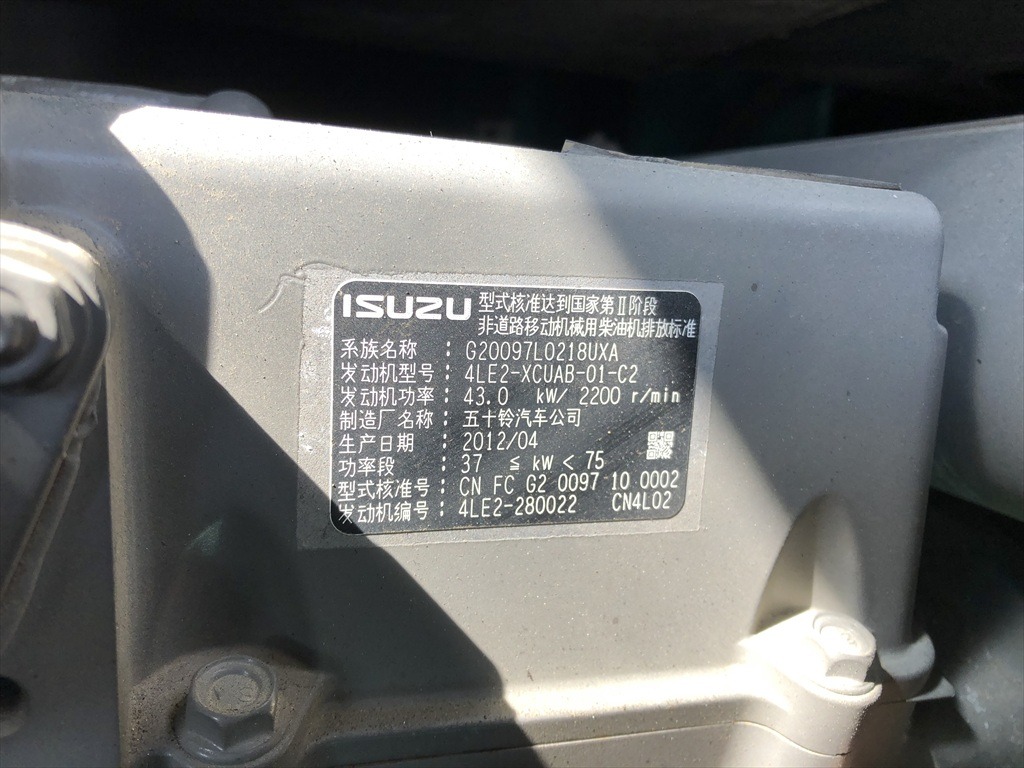 ISUZU 型式核准达到国家第Ⅱ阶段
非道路移动机械用柴油机排放标准
系族名称 : G20097L0218UXA
发动机型号: 4LE2-XCUAB-01-C2
发动机功率: 43.0 kW/ 2200 r/min
制造厂名称: 五十铃汽车公司
生产日期 : 2012/04
功率段 : 37 ≦ kW < 75
型式核准号: CN FC G2 0097 10 0002
发动机编号: 4LE2-280022 CN4L02